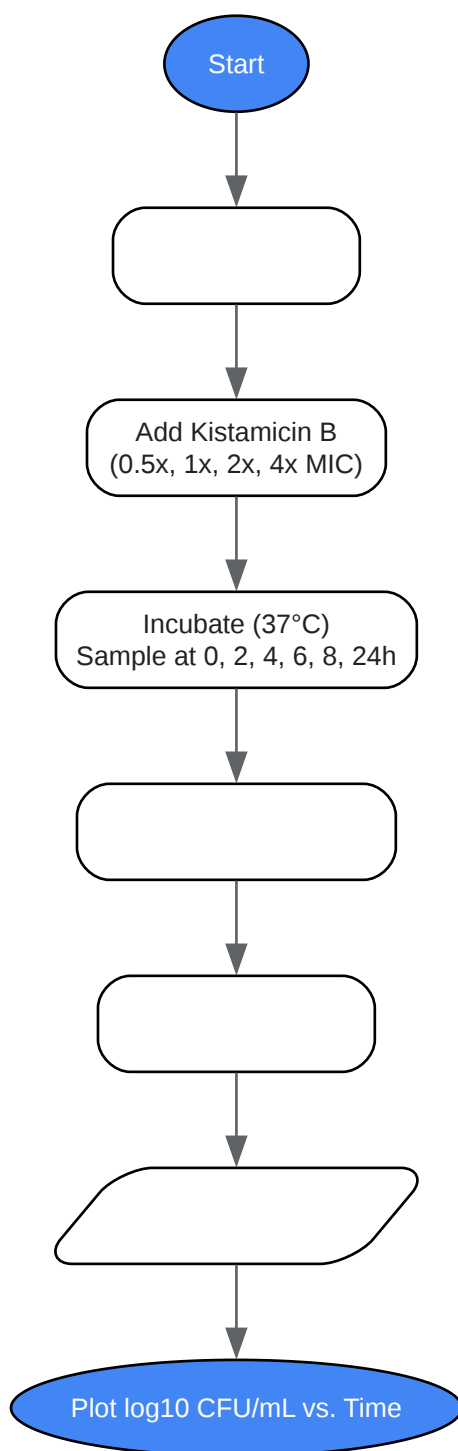 Start
Add Kistamicin B
(0.5x, 1x, 2x, 4x MIC)
Incubate (37°C)
Sample at 0, 2, 4, 6, 8, 24h
Plot log10 CFU/mL vs. Time